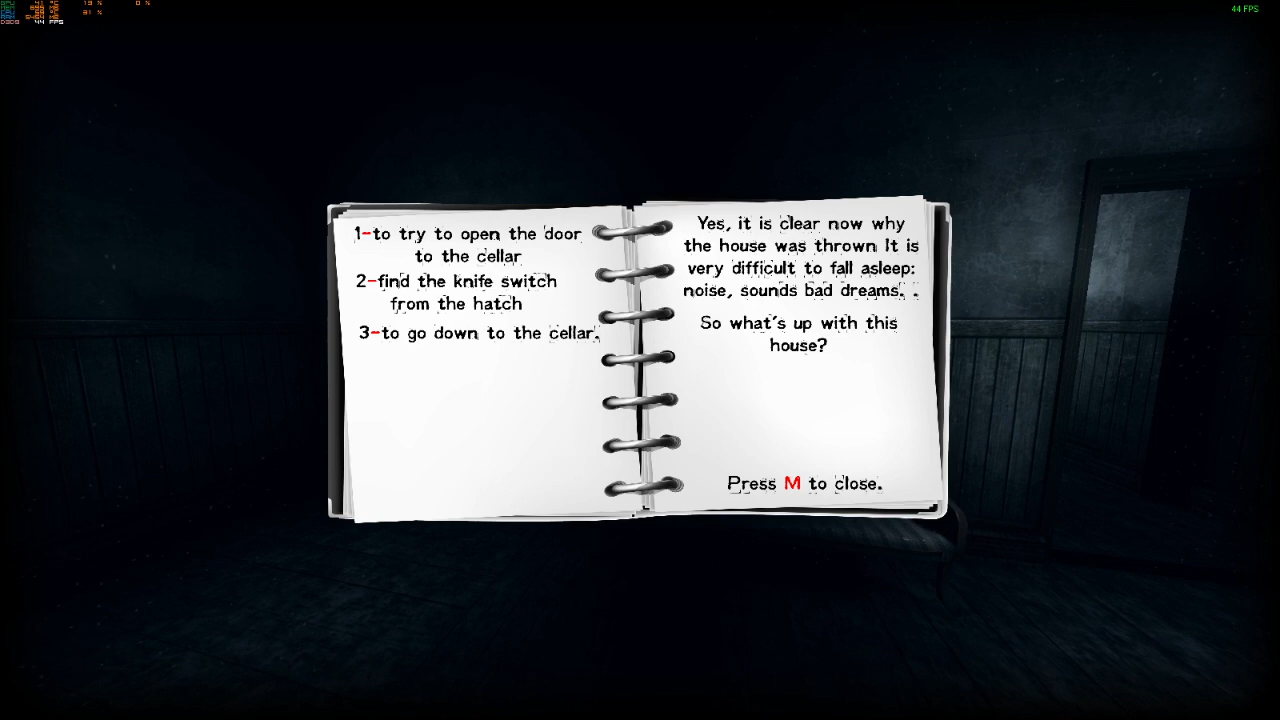 44 FPS
44 FPS
1-to try to open the door
to the cellar
2-find the knife switch
from the hatch
3-to go down to the cellar.
Yes, it is clear now why
the house was thrown It is
very difficult to fall asleep:
noise, sounds bad dreams. .
So what's up with this
house?
Press M to close.